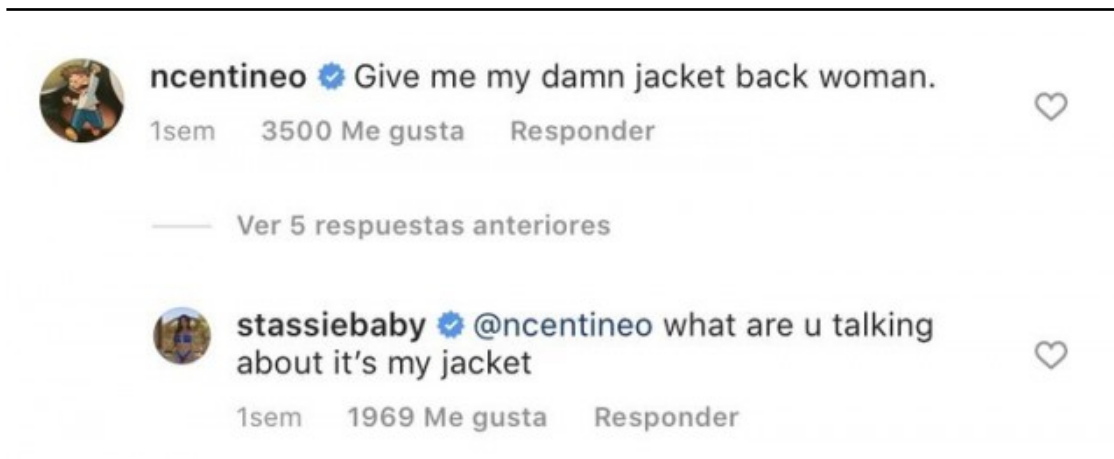 ncentineo Give me my damn jacket back woman.
1sem 3500 Me gusta Responder
Ver 5 respuestas anteriores
stassiebaby @ncentineo what are u talking
about it’s my jacket
1sem 1969 Me gusta Responder